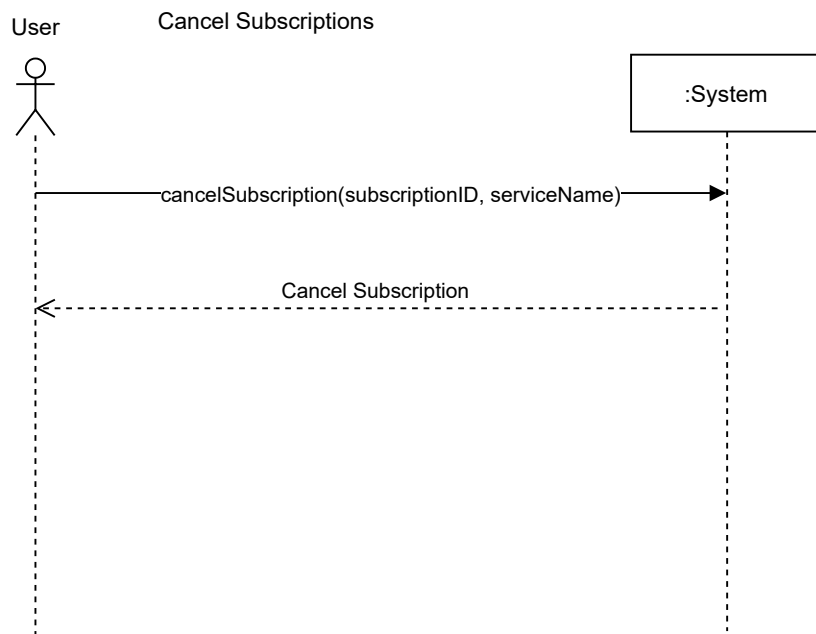 User
Cancel Subscriptions
:System
cancelSubscription(subscriptionID, serviceName)
Cancel Subscription